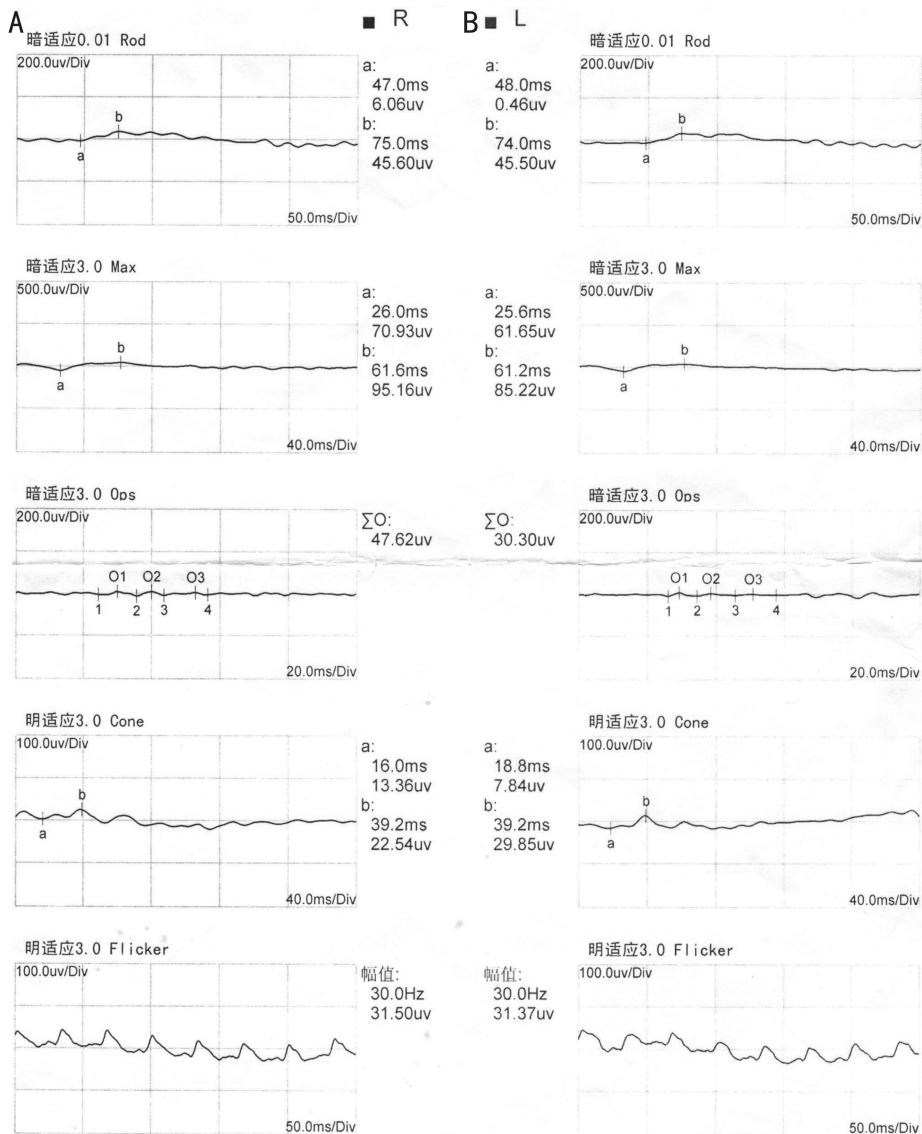 A ■ R B ■ L
暗适应0.01 Rod
200.0uv/Div
a:
47.0ms
6.06uv
b:
75.0ms
45.60uv
b
a
50.0ms/Div
a:
48.0ms
0.46uv
b:
74.0ms
45.50uv
暗适应0.01 Rod
200.0uv/Div
b
a
50.0ms/Div
暗适应3.0 Max
500.0uv/Div
a:
26.0ms
70.93uv
b:
61.6ms
95.16uv
b
a
40.0ms/Div
a:
25.6ms
61.65uv
b:
61.2ms
85.22uv
暗适应3.0 Max
500.0uv/Div
b
a
40.0ms/Div
暗适应3.0 Ops
200.0uv/Div
∑O:
47.62uv
O1 O2 O3
1 2 3 4
20.0ms/Div
∑O:
30.30uv
暗适应3.0 Ops
200.0uv/Div
O1 O2 O3
1 2 3 4
20.0ms/Div
明适应3.0 Cone
100.0uv/Div
a:
16.0ms
13.36uv
b:
39.2ms
22.54uv
b
a
40.0ms/Div
a:
18.8ms
7.84uv
b:
39.2ms
29.85uv
明适应3.0 Cone
100.0uv/Div
b
a
40.0ms/Div
明适应3.0 Flicker
100.0uv/Div
幅值:
30.0Hz
31.50uv
50.0ms/Div
幅值:
30.0Hz
31.37uv
明适应3.0 Flicker
100.0uv/Div
50.0ms/Div